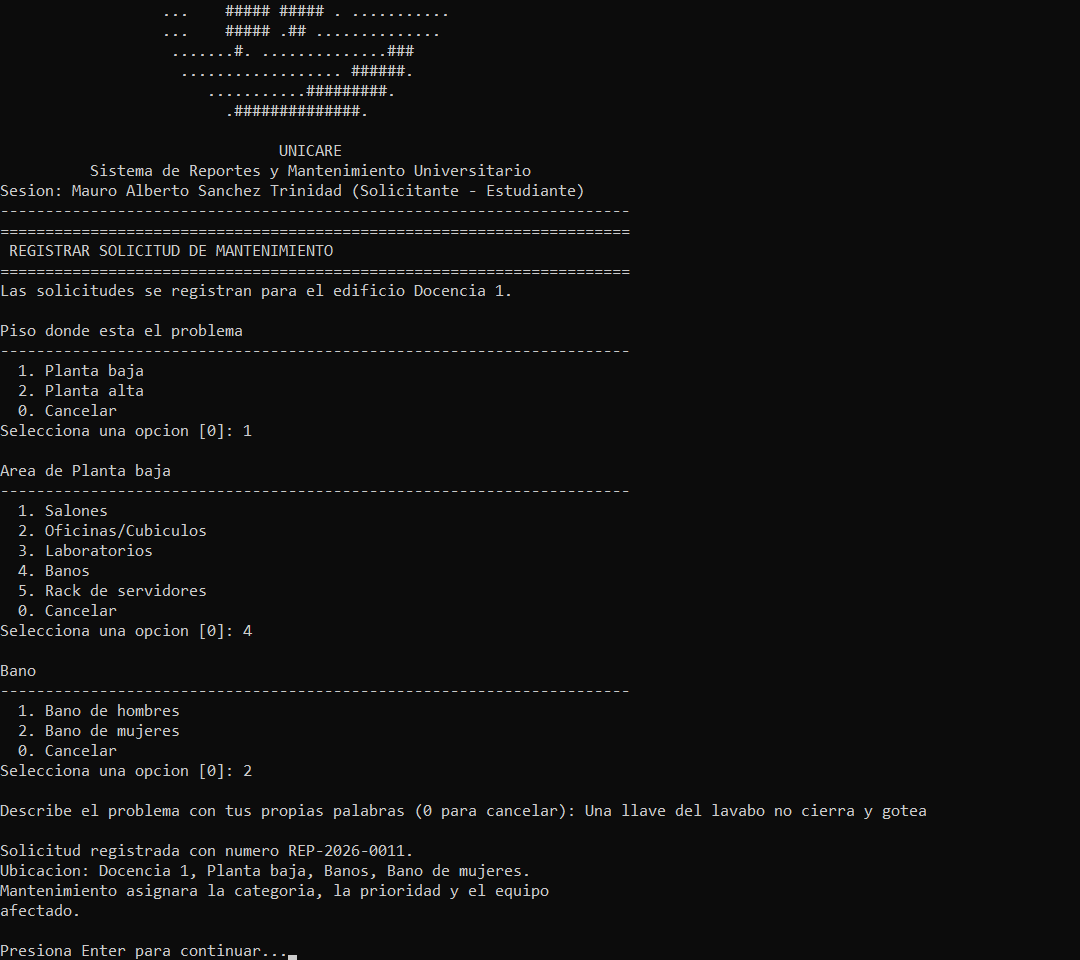 ...    ##### ##### . ...........
...    ##### .## ..............
.......#. ..............###
.................. ######.
...........#########.
.##############.
UNICARE
Sistema de Reportes y Mantenimiento Universitario
Sesion: Mauro Alberto Sanchez Trinidad (Solicitante - Estudiante)
----------------------------------------------------------------------
======================================================================
REGISTRAR SOLICITUD DE MANTENIMIENTO
======================================================================
Las solicitudes se registran para el edificio Docencia 1.
Piso donde esta el problema
----------------------------------------------------------------------
1. Planta baja
2. Planta alta
0. Cancelar
Selecciona una opcion [0]: 1
Area de Planta baja
----------------------------------------------------------------------
1. Salones
2. Oficinas/Cubiculos
3. Laboratorios
4. Banos
5. Rack de servidores
0. Cancelar
Selecciona una opcion [0]: 4
Bano
----------------------------------------------------------------------
1. Bano de hombres
2. Bano de mujeres
0. Cancelar
Selecciona una opcion [0]: 2
Describe el problema con tus propias palabras (0 para cancelar): Una llave del lavabo no cierra y gotea
Solicitud registrada con numero REP-2026-0011.
Ubicacion: Docencia 1, Planta baja, Banos, Bano de mujeres.
Mantenimiento asignara la categoria, la prioridad y el equipo
afectado.
Presiona Enter para continuar...